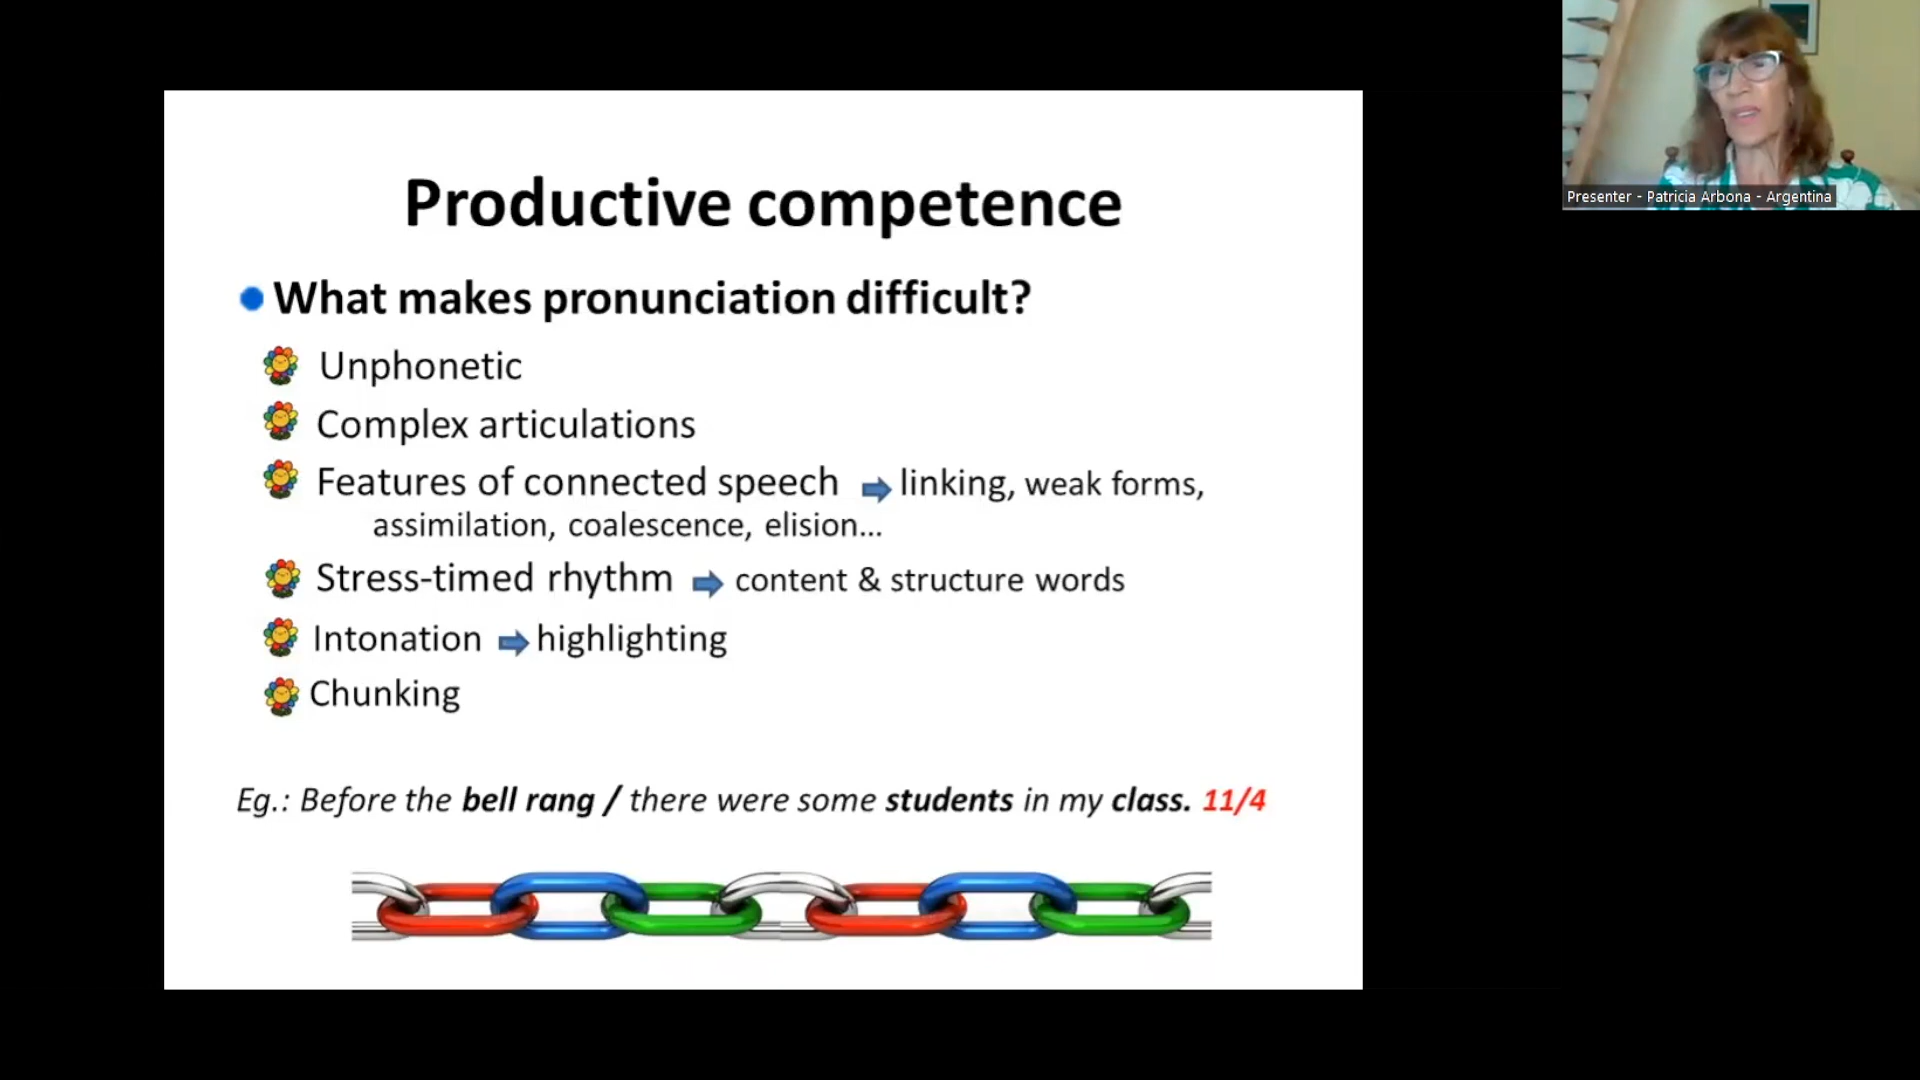 Productive competence
What makes pronunciation difficult?
Unphonetic
Complex articulations
Features of connected speech linking, weak forms,
assimilation, coalescence, elision...
Stress-timed rhythm content & structure words
Intonation highlighting
Chunking
Eg.: Before the bell rang / there were some students in my class. 11/4
Presenter - Patricia Arbona - Argentina